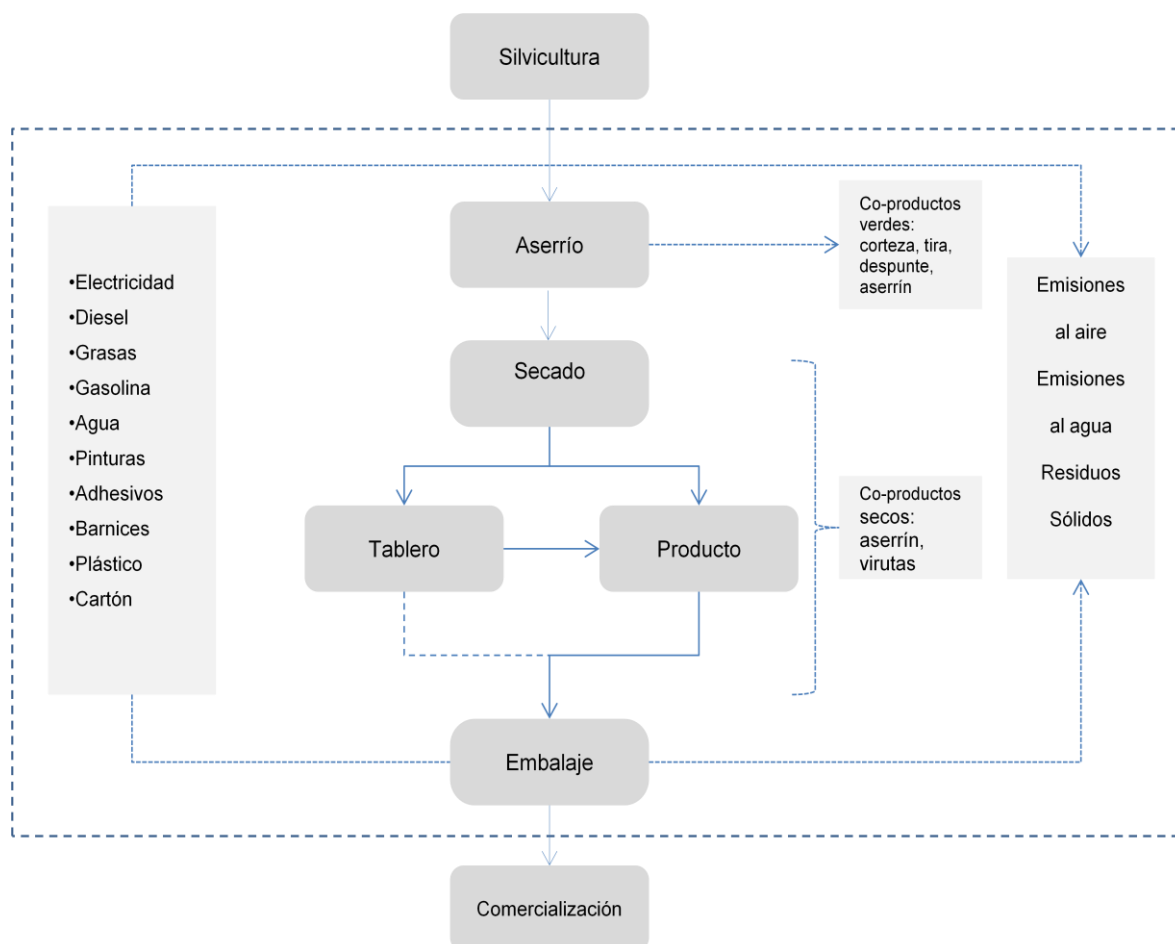 Silvicultura
Aserrío
Co-productos
verdes:
corteza, tira,
despunte,
aserrín
•Electricidad
•Diesel
•Grasas
•Gasolina
•Agua
•Pinturas
•Adhesivos
•Barnices
•Plástico
•Cartón
Emisiones
al aire
Emisiones
al agua
Residuos
Sólidos
Secado
Tablero
Producto
Co-productos
secos:
aserrín,
virutas
Embalaje
Comercialización